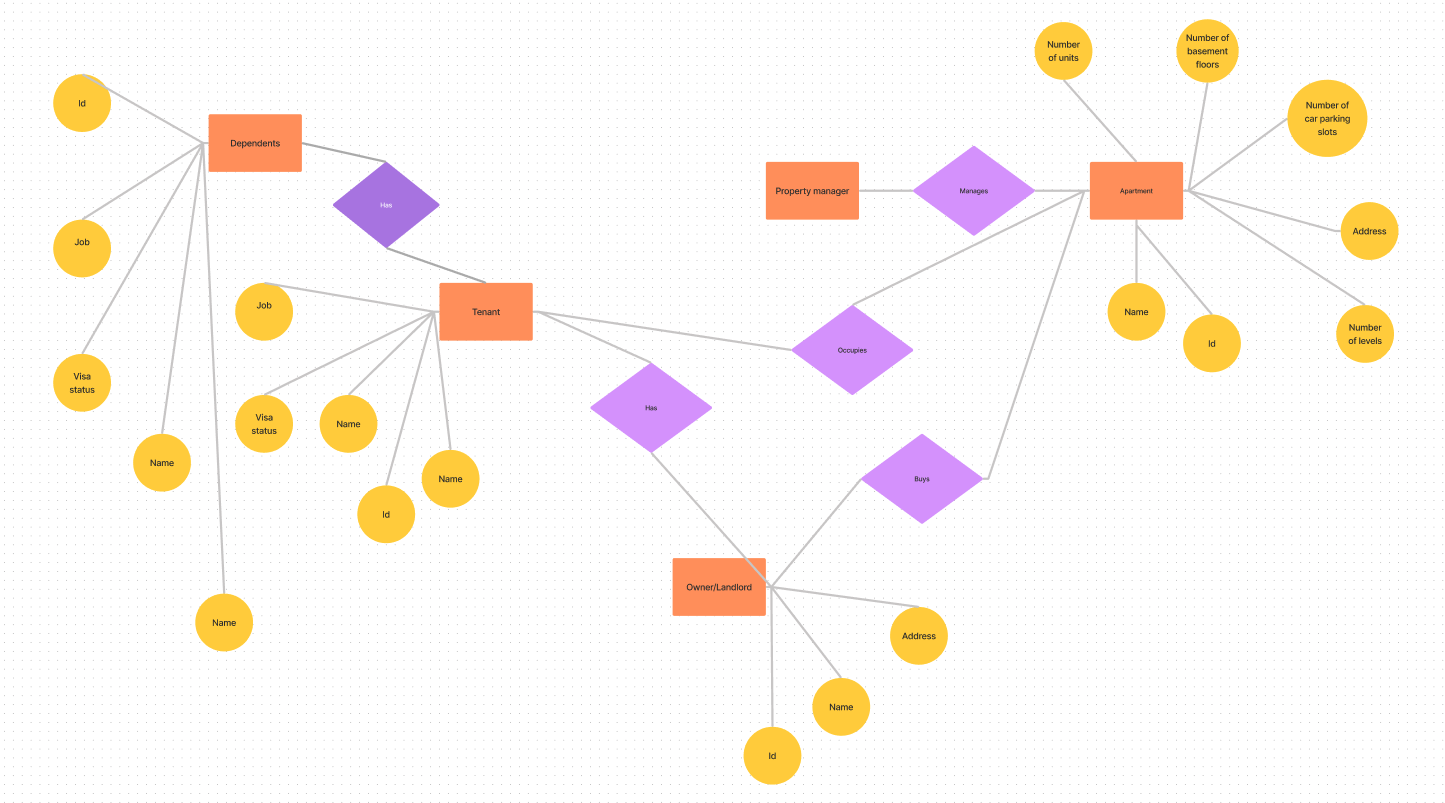 Number
of units
Number of
basement
floors
Id
Number of
car parking
slots
Dependents
Property manager
Manages
Apartment
Has
Address
Job
Job
Tenant
Name
Id
Number
of levels
Occupies
Visa
status
Visa
status
Name
Has
Name
Name
Id
Buys
Owner/Landlord
Name
Address
Name
Id